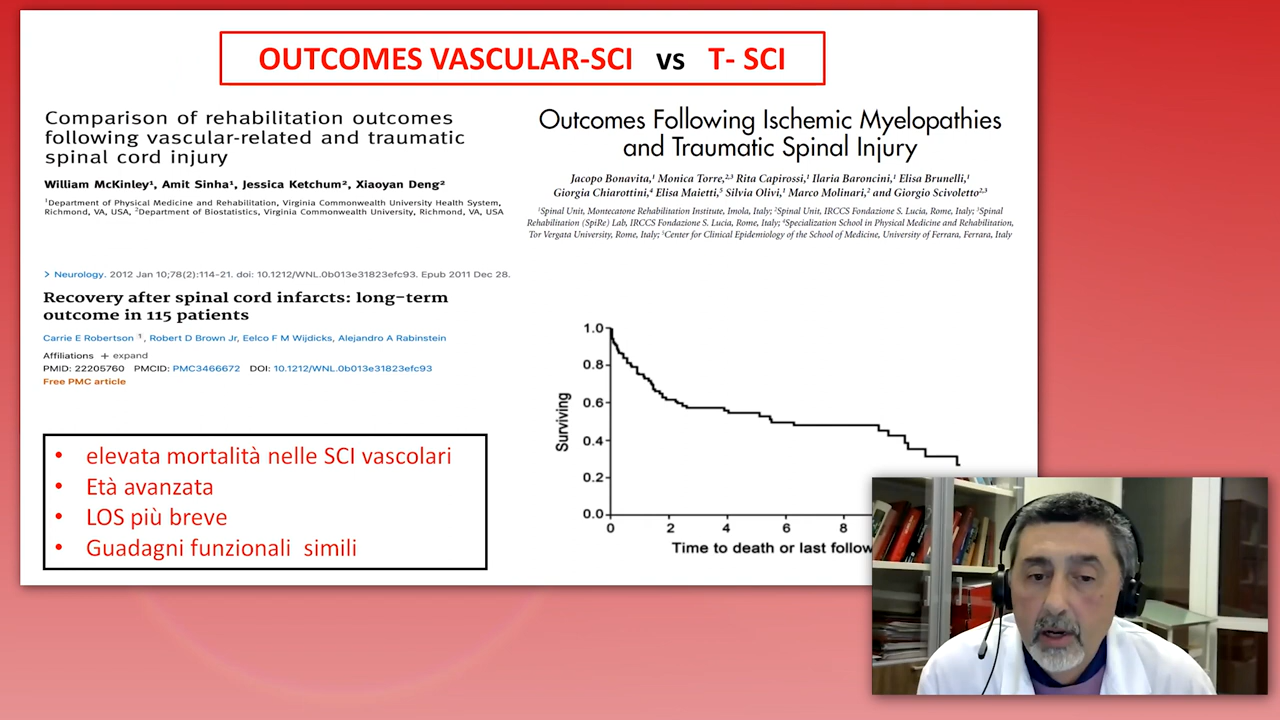 OUTCOMES VASCULAR-SCI vs T- SCI
Comparison of rehabilitation outcomes
following vascular-related and traumatic
spinal cord injury
William McKinley¹, Amit Sinha¹, Jessica Ketchum², Xiaoyan Deng²
¹Department of Physical Medicine and Rehabilitation, Virginia Commonwealth University Health System,
Richmond, VA, USA, ²Department of Biostatistics, Virginia Commonwealth University, Richmond, VA, USA
> Neurology. 2012 Jan 10;78(2):114-21. doi: 10.1212/WNL.0b013e31823efc93. Epub 2011 Dec 28.
Recovery after spinal cord infarcts: long-term
outcome in 115 patients
Carrie E Robertson ¹, Robert D Brown Jr, Eelco F M Wijdicks, Alejandro A Rabinstein
Affiliations + expand
PMID: 22205760 PMCID: PMC3466672 DOI: 10.1212/WNL.0b013e31823efc93
Free PMC article
• elevata mortalità nelle SCI vascolari
• Età avanzata
• LOS più breve
• Guadagni funzionali simili
Outcomes Following Ischemic Myelopathies
and Traumatic Spinal Injury
Jacopo Bonavita,¹ Monica Torre,²,³ Rita Capirossi,¹ Ilaria Baroncini,¹ Elisa Brunelli,¹
Giorgia Chiarottini,⁴ Elisa Maietti,⁵ Silvia Olivi,¹ Marco Molinari,² and Giorgio Scivoletto²,³
¹Spinal Unit, Montecatone Rehabilitation Institute, Imola, Italy; ²Spinal Unit, IRCCS Fondazione S. Lucia, Rome, Italy; ³Spinal
Rehabilitation (SpiRe) Lab, IRCCS Fondazione S. Lucia, Rome, Italy; ⁴Specialization School in Physical Medicine and Rehabilitation,
Tor Vergata University, Rome, Italy; ⁵Center for Clinical Epidemiology of the School of Medicine, University of Ferrara, Ferrara, Italy
Surviving
1.0
0.8
0.6
0.4
0.2
0.0
0 2 4 6 8
Time to death or last follow